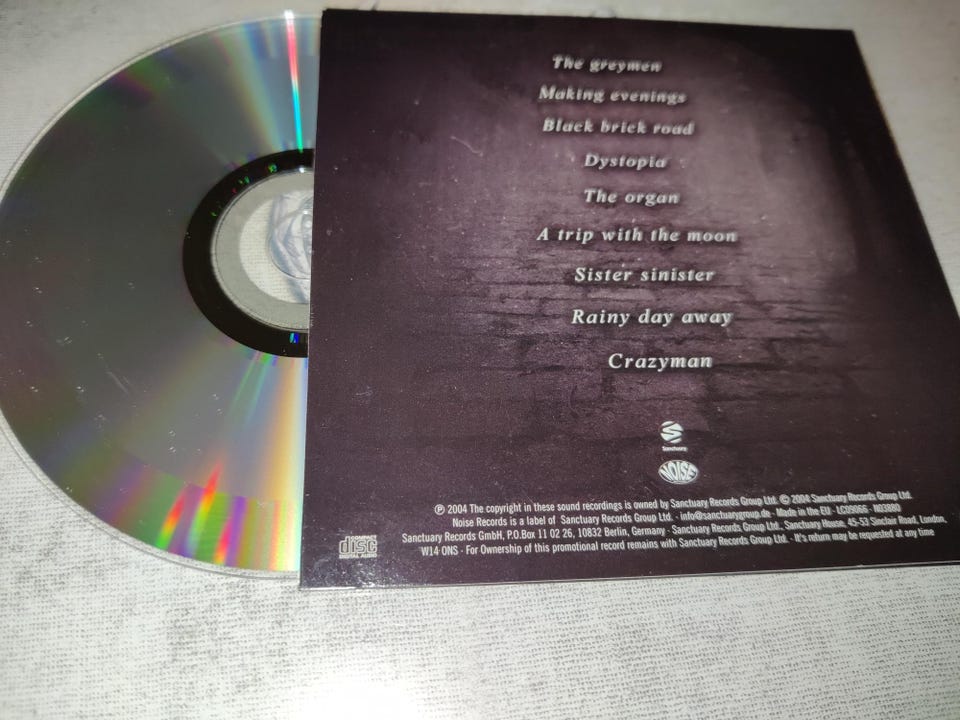 The greymen
Making evenings
Black brick road
Dystopia
The organ
A trip with the moon
Sister sinister
Rainy day away
Crazyman
Sanctuary
NOISE
℗ 2004 The copyright in these sound recordings is owned by Sanctuary Records Group Ltd. © 2004 Sanctuary Records Group Ltd.
Noise Records is a label of Sanctuary Records Group Ltd. · info@sanctuarygroup.de · Made in the EU · LC09066 · N03880
Sanctuary Records GmbH, P.O.Box 11 02 26, 10832 Berlin, Germany · Sanctuary Records Group Ltd., Sanctuary House, 45-53 Sinclair Road, London,
W14 ONS · For Ownership of this promotional record remains with Sanctuary Records Group Ltd. · It's return may be requested at any time
COMPACT
disc
DIGITAL AUDIO